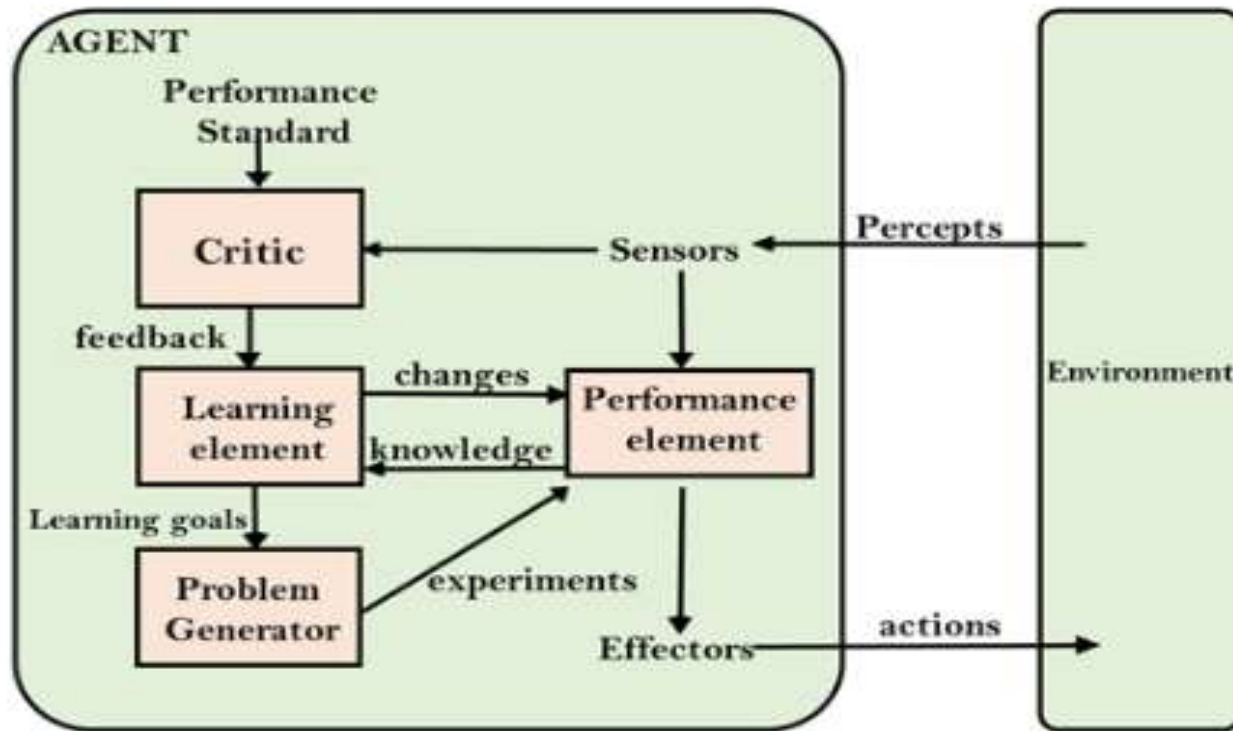 AGENT
Performance
Standard
Critic
Sensors
Percepts
feedback
changes
Learning
element
Performance
element
Environment
knowledge
Learning goals
Problem
Generator
experiments
Effectors
actions